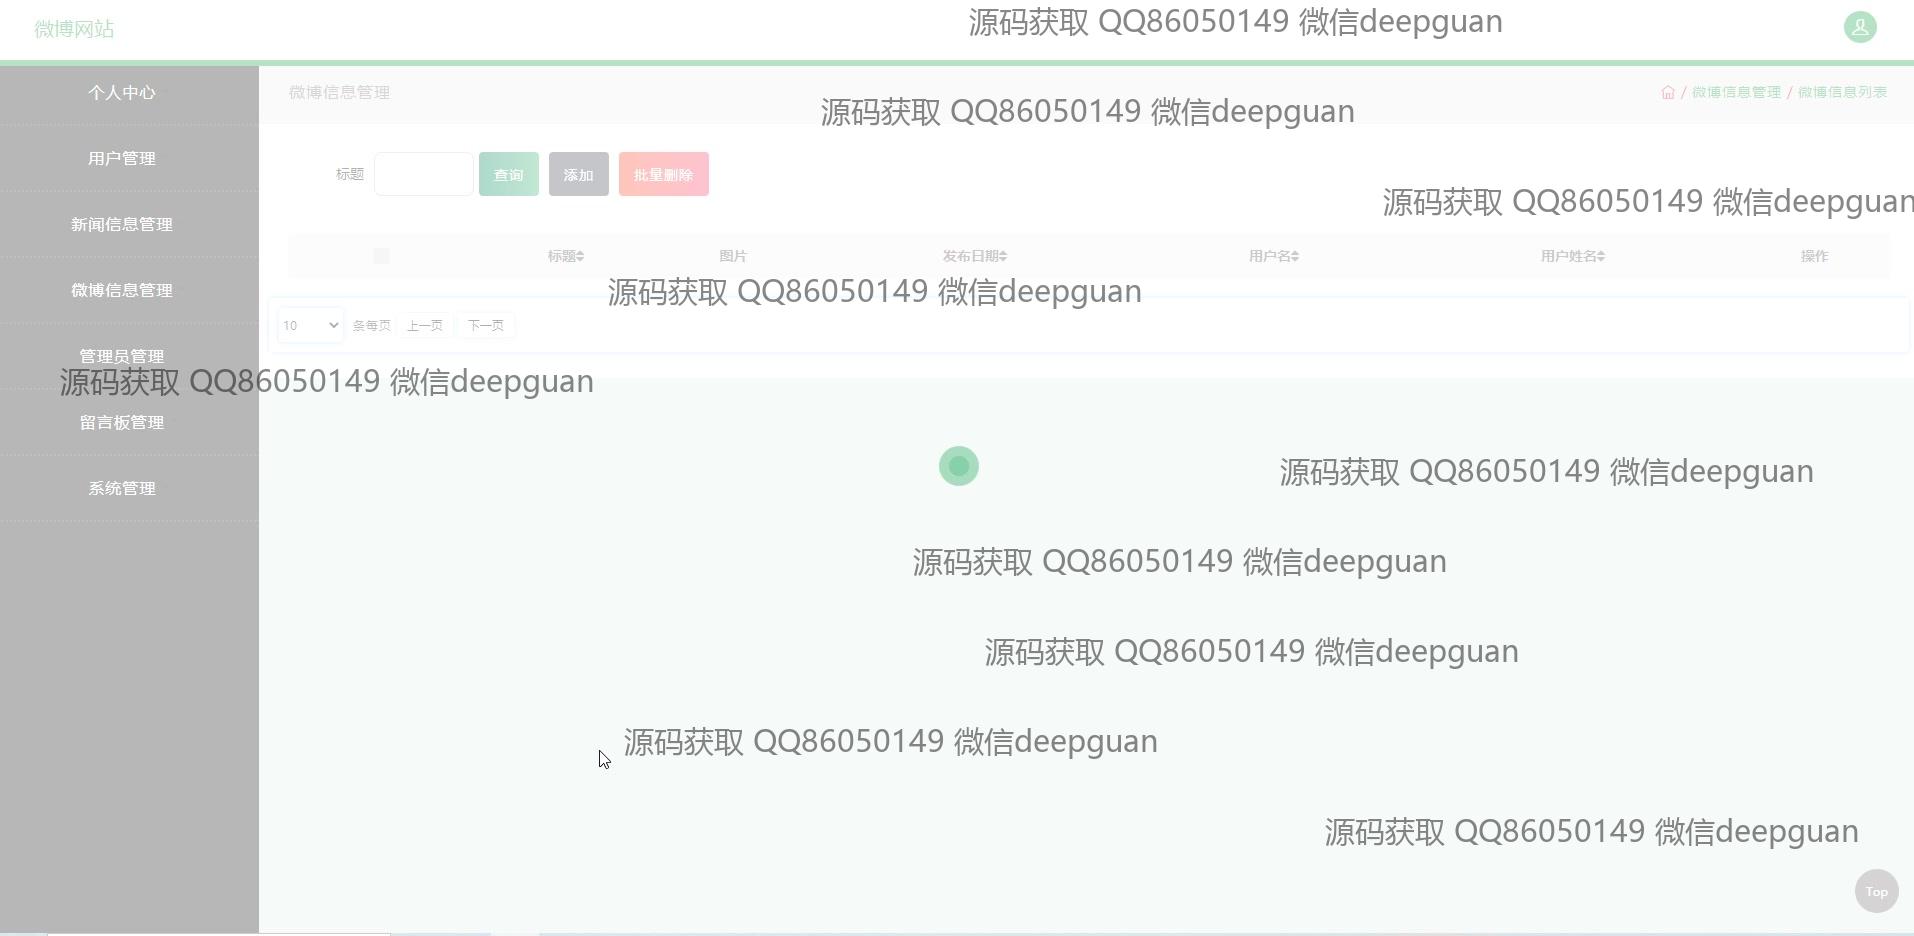 微博网站
源码获取 QQ86050149 微信deepguan
个人中心
微博信息管理
/ 微博信息管理 / 微博信息列表
源码获取 QQ86050149 微信deepguan
用户管理
标题 查询 添加 批量删除
源码获取 QQ86050149 微信deepguan
新闻信息管理
标题 图片 发布日期 用户名 用户姓名 操作
微博信息管理
源码获取 QQ86050149 微信deepguan
10 条每页 上一页 下一页
管理员管理
源码获取 QQ86050149 微信deepguan
留言板管理
源码获取 QQ86050149 微信deepguan
系统管理
源码获取 QQ86050149 微信deepguan
源码获取 QQ86050149 微信deepguan
源码获取 QQ86050149 微信deepguan
源码获取 QQ86050149 微信deepguan
Top